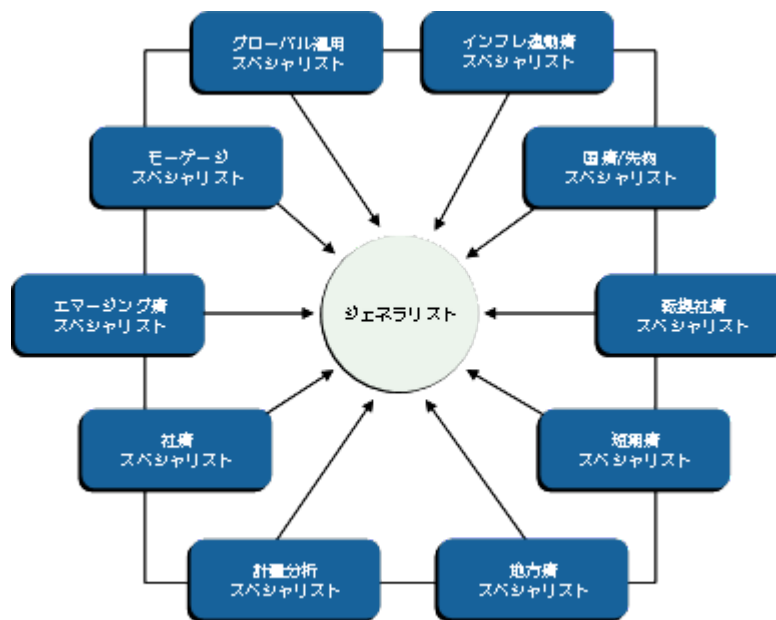 グローバル運用
スペシャリスト
インフレ連動債
スペシャリスト
モーゲージ
スペシャリスト
国債/先物
スペシャリスト
エマージング債
スペシャリスト
ジェネラリスト
転換社債
スペシャリスト
社債
スペシャリスト
短期債
スペシャリスト
計量分析
スペシャリスト
地方債
スペシャリスト